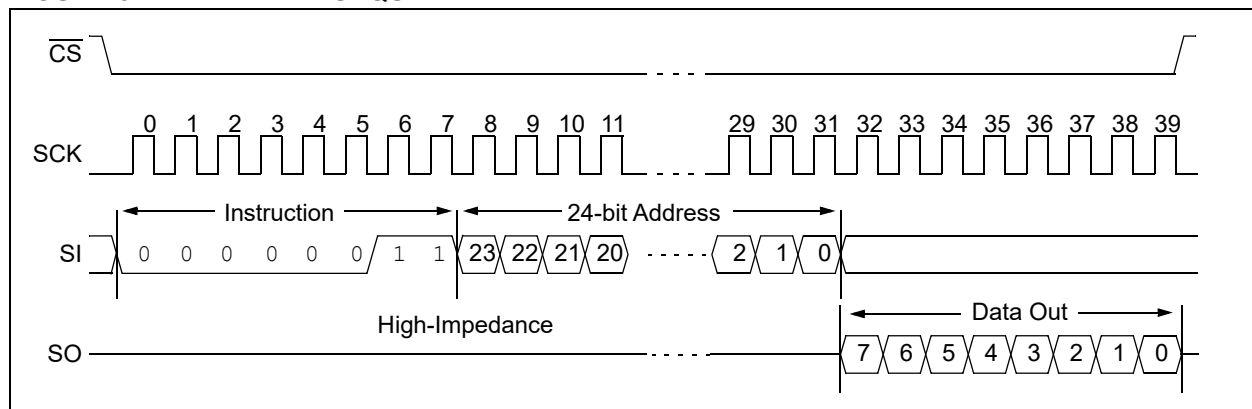 CS
0 1 2 3 4 5 6 7 8 9 10 11 29 30 31 32 33 34 35 36 37 38 39
SCK
Instruction 24-bit Address
SI 0 0 0 0 0 0 1 1 23 22 21 20 2 1 0
Data Out
High-Impedance
SO 7 6 5 4 3 2 1 0